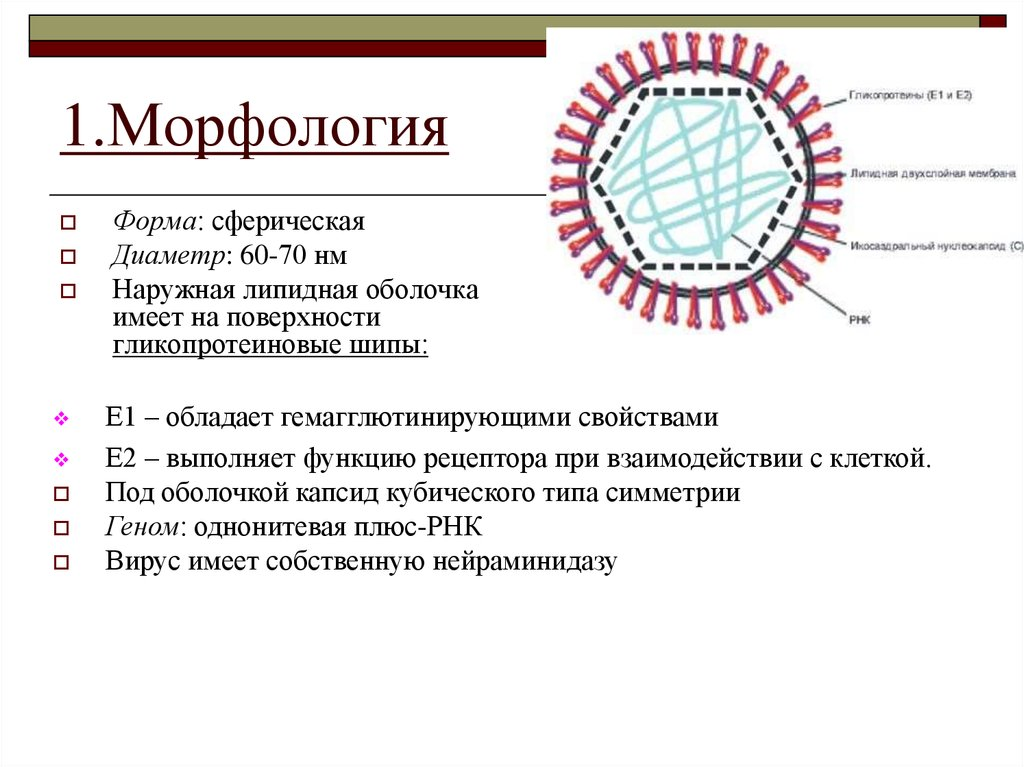 1.Морфология
Форма: сферическая
Диаметр: 60-70 нм
Наружная липидная оболочка
имеет на поверхности
гликопротеиновые шипы:
Е1 – обладает гемагглютинирующими свойствами
Е2 – выполняет функцию рецептора при взаимодействии с клеткой.
Под оболочкой капсид кубического типа симметрии
Геном: однонитевая плюс-РНК
Вирус имеет собственную нейраминидазу
Гликопротеины (Е1 и Е2)
Липидная двухслойная мембрана
Икосаэдральный нуклеокапсид (С)
РНК